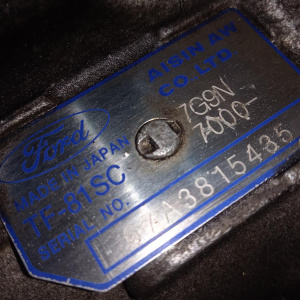 Ford
MADE IN JAPAN
TF-81SC
SERIAL NO.
AISIN AW
CO.LTD
7G9N
7000-
A3815435